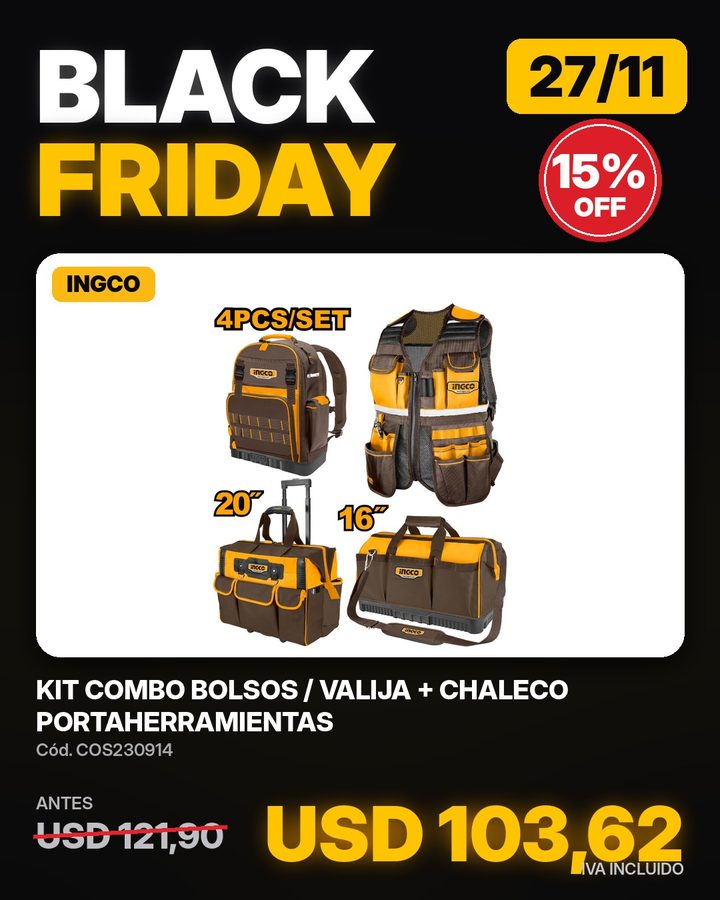 BLACK
FRIDAY
27/11
15%
OFF
INGCO
4PCS/SET
INGCO
INGCO
20″
16″
INGCO
INGCO
INGCO
KIT COMBO BOLSOS / VALIJA + CHALECO
PORTAHERRAMIENTAS
Cód. COS230914
ANTES
USD 121,90
USD 103,62
IVA INCLUIDO